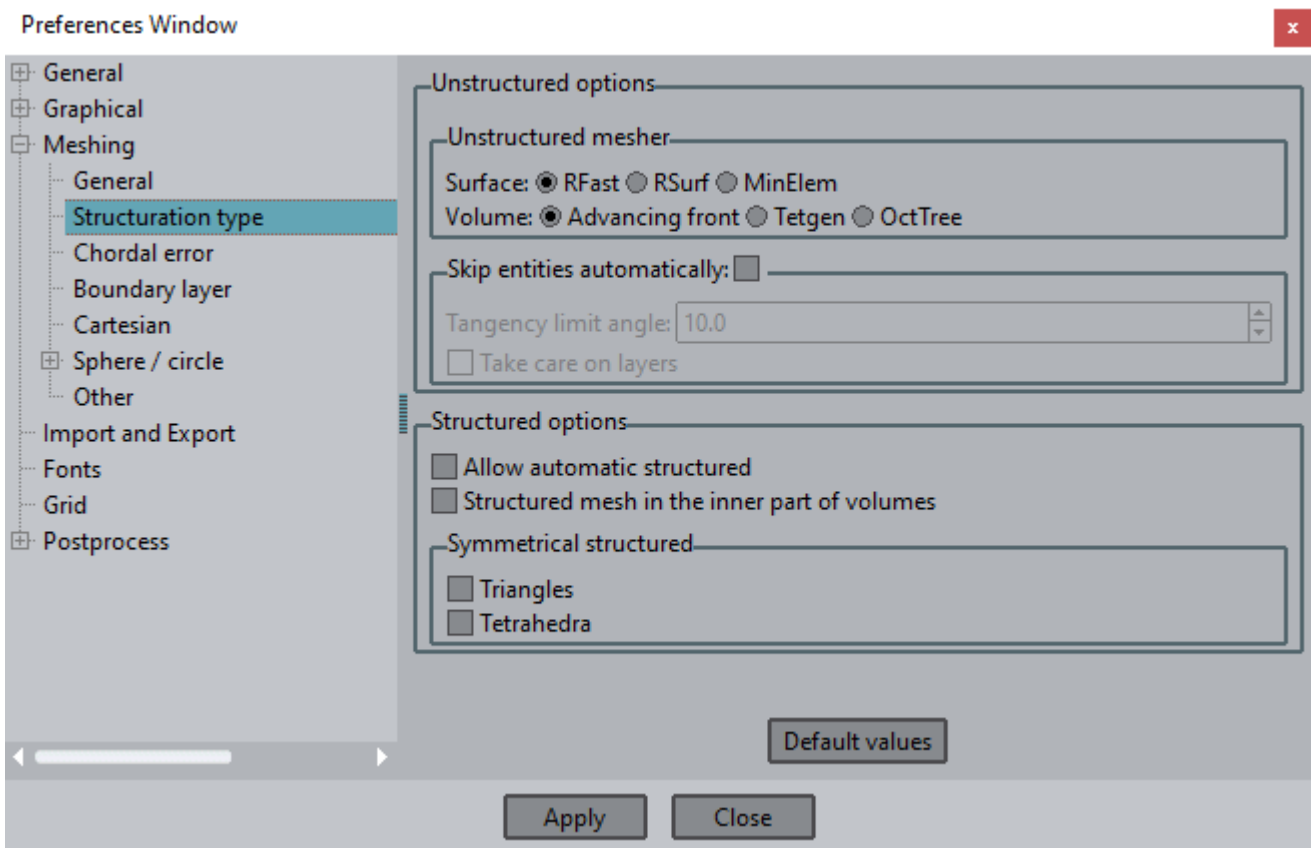 Preferences Window
x
General
Graphical
Meshing
General
Structuration type
Chordal error
Boundary layer
Cartesian
Sphere / circle
Other
Import and Export
Fonts
Grid
Postprocess
Unstructured options
Unstructured mesher
Surface: RFast RSurf MinElem
Volume: Advancing front Tetgen OctTree
Skip entities automatically:
Tangency limit angle: 10.0
Take care on layers
Structured options
Allow automatic structured
Structured mesh in the inner part of volumes
Symmetrical structured
Triangles
Tetrahedra
Default values
Apply Close